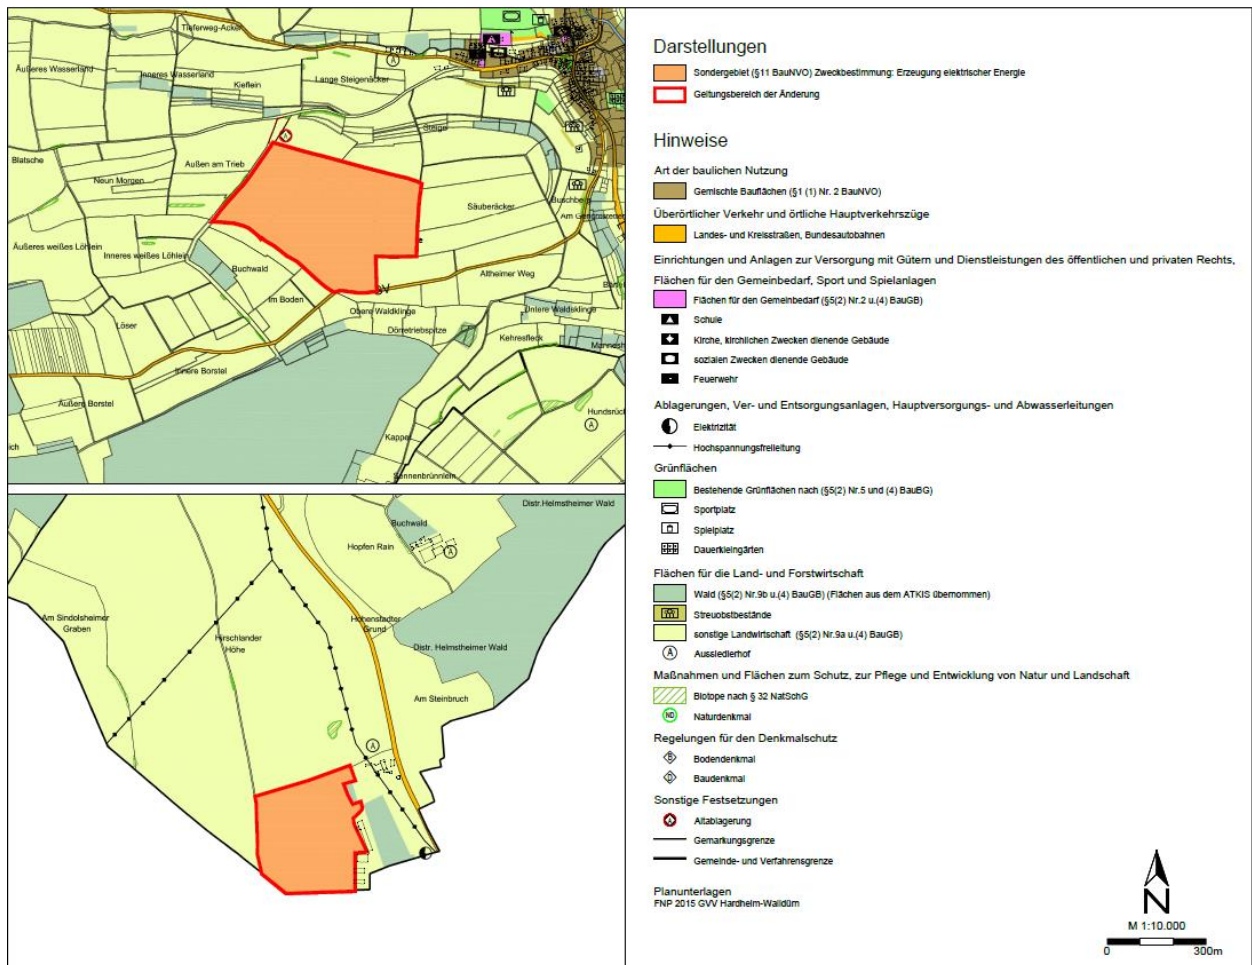 Tieferweg-Acker
Äußeres Wasserland
Inneres Wasserland
Kieflein
Lange Steigenäcker
Steige
Blatsche
Außen am Trieb
Neun Morgen
Säuberäcker
Buschberg
Äußeres weißes Löhlein
Inneres weißes Löhlein
Buchwald
Altheimer Weg
Im Boden
Obere Waldklinge
Untere Waldsklinge
Löser
Dörretriebspitze
Kehresfleck
Innere Borstel
Äußere Borstel
Hundsrüc
Kappel
ich
Distr.Helmstheimer Wald
Buchwald
Hopfen Rain
Am Sindolsheimer
Graben
Hohenstadter
Grund
Hirschlander
Höhe
Distr. Helmstheimer Wald
Am Steinbruch
Darstellungen
Sondergebiet (§11 BauNVO) Zweckbestimmung: Erzeugung elektrischer Energie
Geltungsbereich der Änderung
Hinweise
Art der baulichen Nutzung
Gemischte Bauflächen (§1 (1) Nr. 2 BauNVO)
Überörtlicher Verkehr und örtliche Hauptverkehrszüge
Landes- und Kreisstraßen, Bundesautobahnen
Einrichtungen und Anlagen zur Versorgung mit Gütern und Dienstleistungen des öffentlichen und privaten Rechts,
Flächen für den Gemeinbedarf, Sport und Spielanlagen
Flächen für den Gemeinbedarf (§5(2) Nr.2 u.(4) BauGB)
Schule
Kirche, kirchlichen Zwecken dienende Gebäude
sozialen Zwecken dienende Gebäude
Feuerwehr
Ablagerungen, Ver- und Entsorgungsanlagen, Hauptversorgungs- und Abwasserleitungen
Elektrizität
Hochspannungsfreileitung
Grünflächen
Bestehende Grünflächen nach (§5(2) Nr.5 und (4) BauBG)
Sportplatz
Spielplatz
Dauerkleingärten
Flächen für die Land- und Forstwirtschaft
Wald (§5(2) Nr.9b u.(4) BauGB) (Flächen aus dem ATKIS übernommen)
Streuobstbestände
sonstige Landwirtschaft (§5(2) Nr.9a u.(4) BauGB)
A Aussiedlerhof
Maßnahmen und Flächen zum Schutz, zur Pflege und Entwicklung von Natur und Landschaft
Biotope nach § 32 NatSchG
ND Naturdenkmal
Regelungen für den Denkmalschutz
B Bodendenkmal
D Baudenkmal
Sonstige Festsetzungen
A Altablagerung
Gemarkungsgrenze
Gemeinde- und Verfahrensgrenze
Planunterlagen
FNP 2015 GVV Hardheim-Walldürn
N
M 1:10.000
0 300m